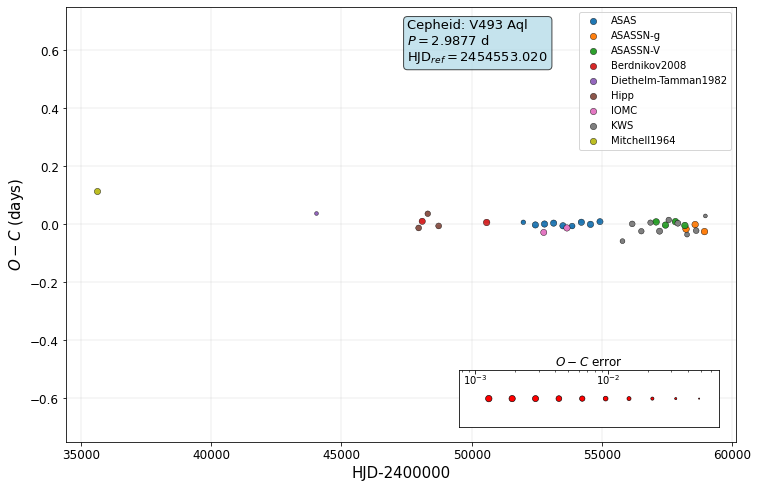 Cepheid: V493 Aql
P = 2.9877 d
HJD_ref = 2454553.020
ASAS
ASASSN-g
ASASSN-V
Berdnikov2008
Diethelm-Tamman1982
Hipp
IOMC
KWS
Mitchell1964
0.6
0.4
0.2
0.0
−0.2
−0.4
−0.6
O − C (days)
O − C error
10^{-3} 10^{-2}
35000 40000 45000 50000 55000 60000
HJD-2400000